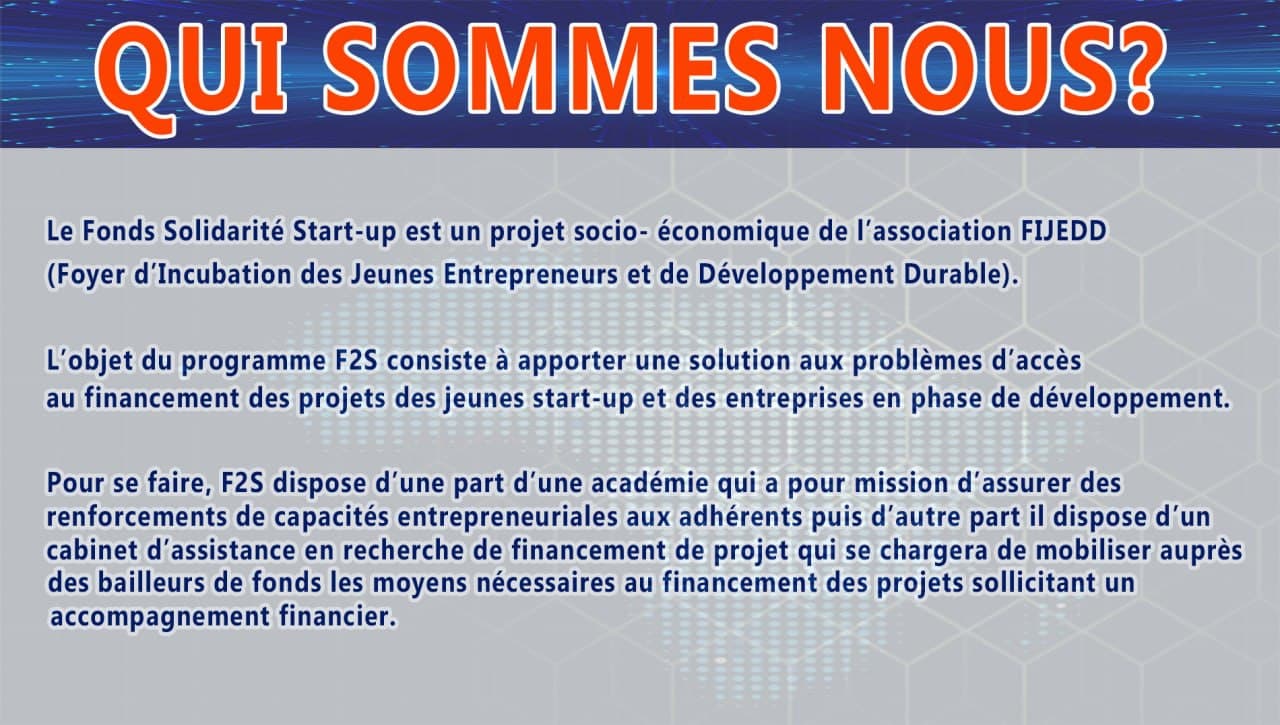 QUI SOMMES NOUS?
Le Fonds Solidarité Start-up est un projet socio- économique de l’association FIJEDD
(Foyer d’Incubation des Jeunes Entrepreneurs et de Développement Durable).
L’objet du programme F2S consiste à apporter une solution aux problèmes d’accès
au financement des projets des jeunes start-up et des entreprises en phase de développement.
Pour se faire, F2S dispose d’une part d’une académie qui a pour mission d’assurer des
renforcements de capacités entrepreneuriales aux adhérents puis d’autre part il dispose d’un
cabinet d’assistance en recherche de financement de projet qui se chargera de mobiliser auprès
des bailleurs de fonds les moyens nécessaires au financement des projets sollicitant un
accompagnement financier.